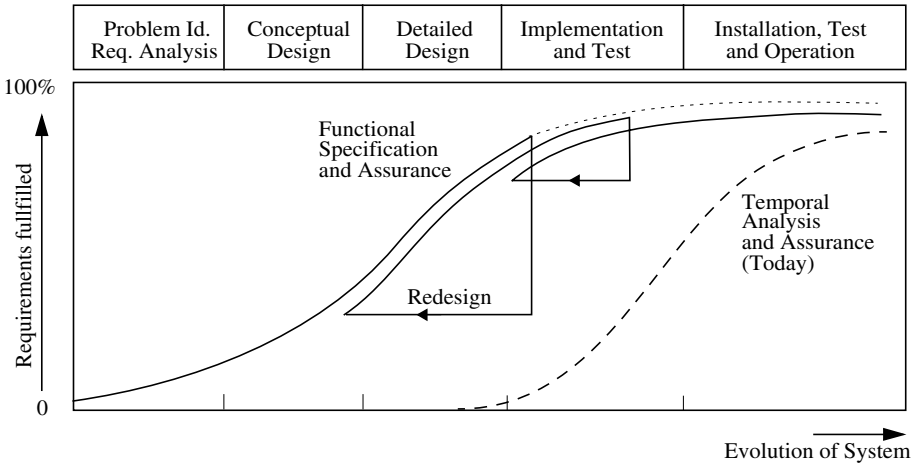 Problem Id.
Req. Analysis
Conceptual
Design
Detailed
Design
Implementation
and Test
Installation, Test
and Operation
100%
Functional
Specification
and Assurance
Requirements fullfilled
Temporal
Analysis
and Assurance
(Today)
Redesign
0
Evolution of System